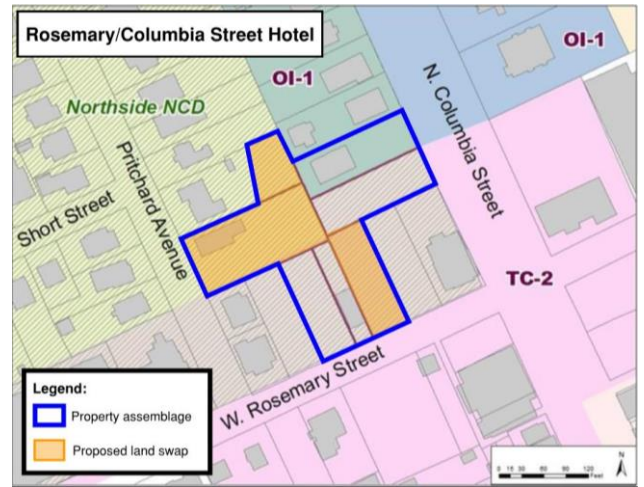 Rosemary/Columbia Street Hotel
OI-1
OI-1
Northside NCD
N. Columbia Street
Pritchard Avenue
Short Street
TC-2
W. Rosemary Street
Legend:
Property assemblage
Proposed land swap
N
Feet